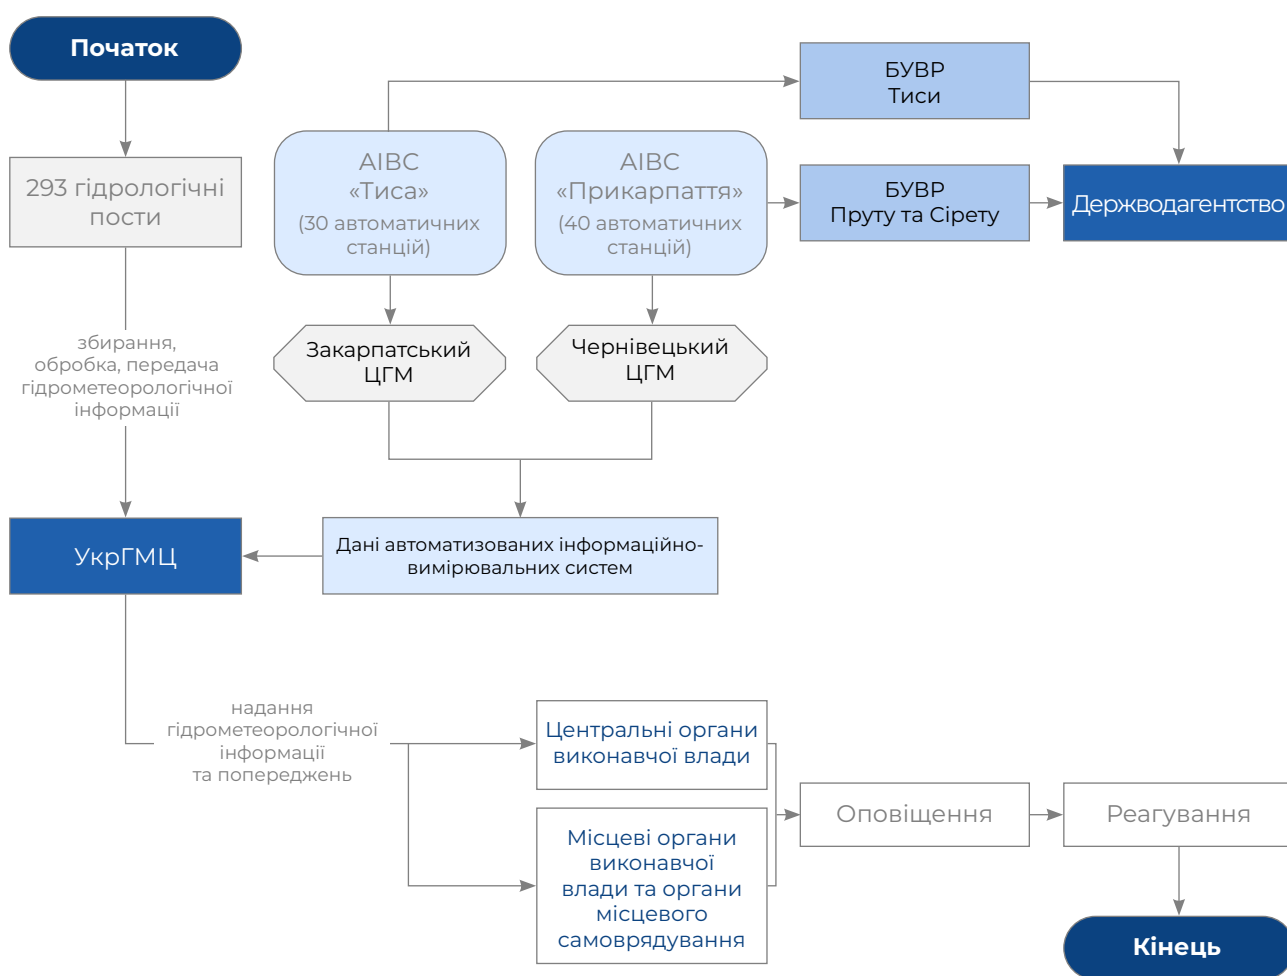 Початок
293 гідрологічні
пости
збирання,
обробка, передача
гідрометеорологічної
інформації
АІВС
«Тиса»
(30 автоматичних
станцій)
АІВС
«Прикарпаття»
(40 автоматичних
станцій)
БУВР
Тиси
БУВР
Пруту та Сірету
Держводагентство
Закарпатський
ЦГМ
Чернівецький
ЦГМ
УкрГМЦ
Дані автоматизованих інформаційно-
вимірювальних систем
надання
гідрометеорологічної
інформації
та попереджень
Центральні органи
виконавчої влади
Місцеві органи
виконавчої
влади та органи
місцевого
самоврядування
Оповіщення
Реагування
Кінець